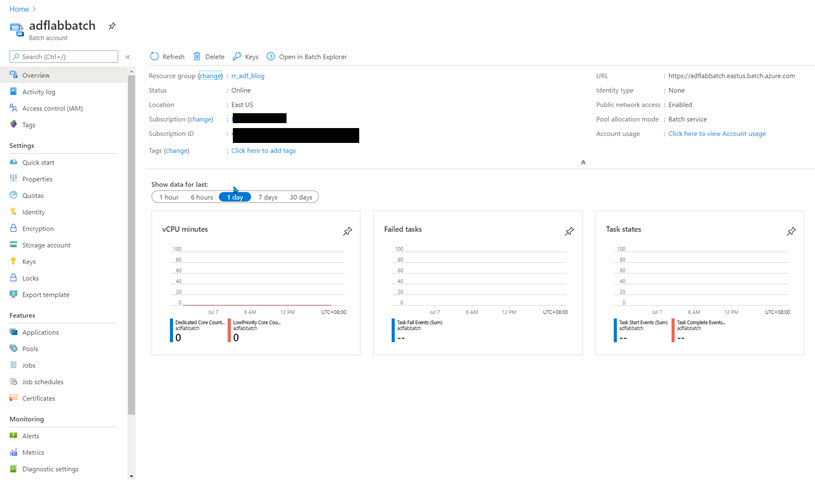 Home >
adflabbatch
Batch account
Search (Ctrl+/)
«
Overview
Activity log
Access control (IAM)
Tags
Settings
Quick start
Properties
Quotas
Identity
Encryption
Storage account
Keys
Locks
Export template
Features
Applications
Pools
Jobs
Job schedules
Certificates
Monitoring
Alerts
Metrics
Diagnostic settings
Refresh Delete Keys Open in Batch Explorer
Resource group (change) : rr_adf_blog
Status : Online
Location : East US
Subscription (change) :
Subscription ID :
Tags (change) : Click here to add tags
URL : https://adflabbatch.eastus.batch.azure.com
Identity type : None
Public network access : Enabled
Pool allocation mode : Batch service
Account usage : Click here to view Account usage
Show data for last:
1 hour 6 hours 1 day 7 days 30 days
vCPU minutes
100
80
60
40
20
0
Jul 7 6 AM 12 PM UTC+08:00
Dedicated Core Count... LowPriority Core Cou...
adflabbatch adflabbatch
0 0
Failed tasks
100
80
60
40
20
0
Jul 7 6 AM 12 PM UTC+08:00
Task Fail Events (Sum)
adflabbatch
--
Task states
100
80
60
40
20
0
Jul 7 6 AM 12 PM UTC+08:00
Task Start Events (Sum) Task Complete Events...
adflabbatch adflabbatch
-- --